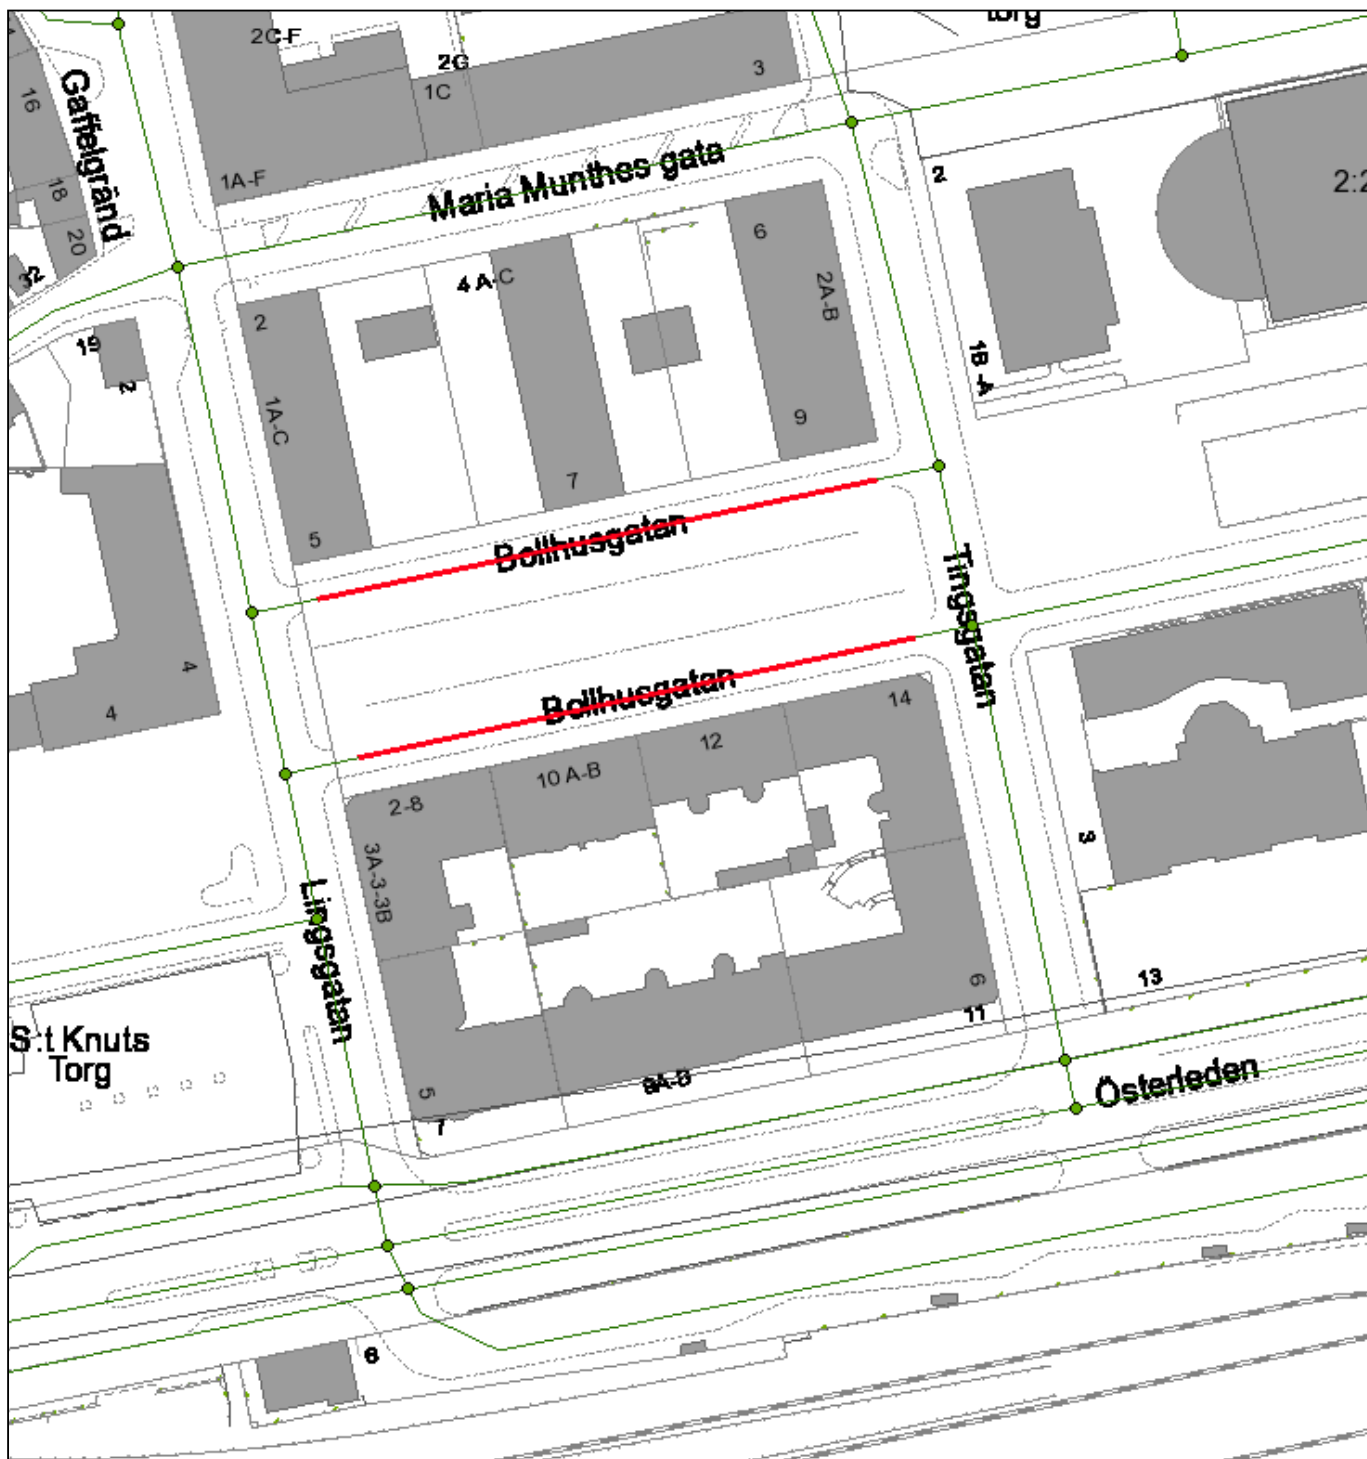 torg
2C-F
2G
3
1C
16
Gaffelgränd
18
1A-F
Maria Munthes gata
2
2:2
20
32
6
4 A-C
2A-B
2
19
2
1B -A
1A-C
9
7
5
Bollhusgatan
Tingsgatan
4
4
Bollhusgatan
14
12
10 A-B
2-8
3
3A-3-3B
Lingsgatan
S:t Knuts
Torg
6
13
11
9A-B
5
7
Österleden
6